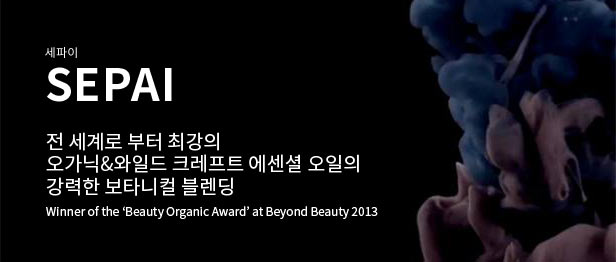 세파이
SEPAI
전 세계로 부터 최강의
오가닉&와일드 크레프트 에센셜 오일의
강력한 보타니컬 블렌딩
Winner of the ‘Beauty Organic Award’ at Beyond Beauty 2013